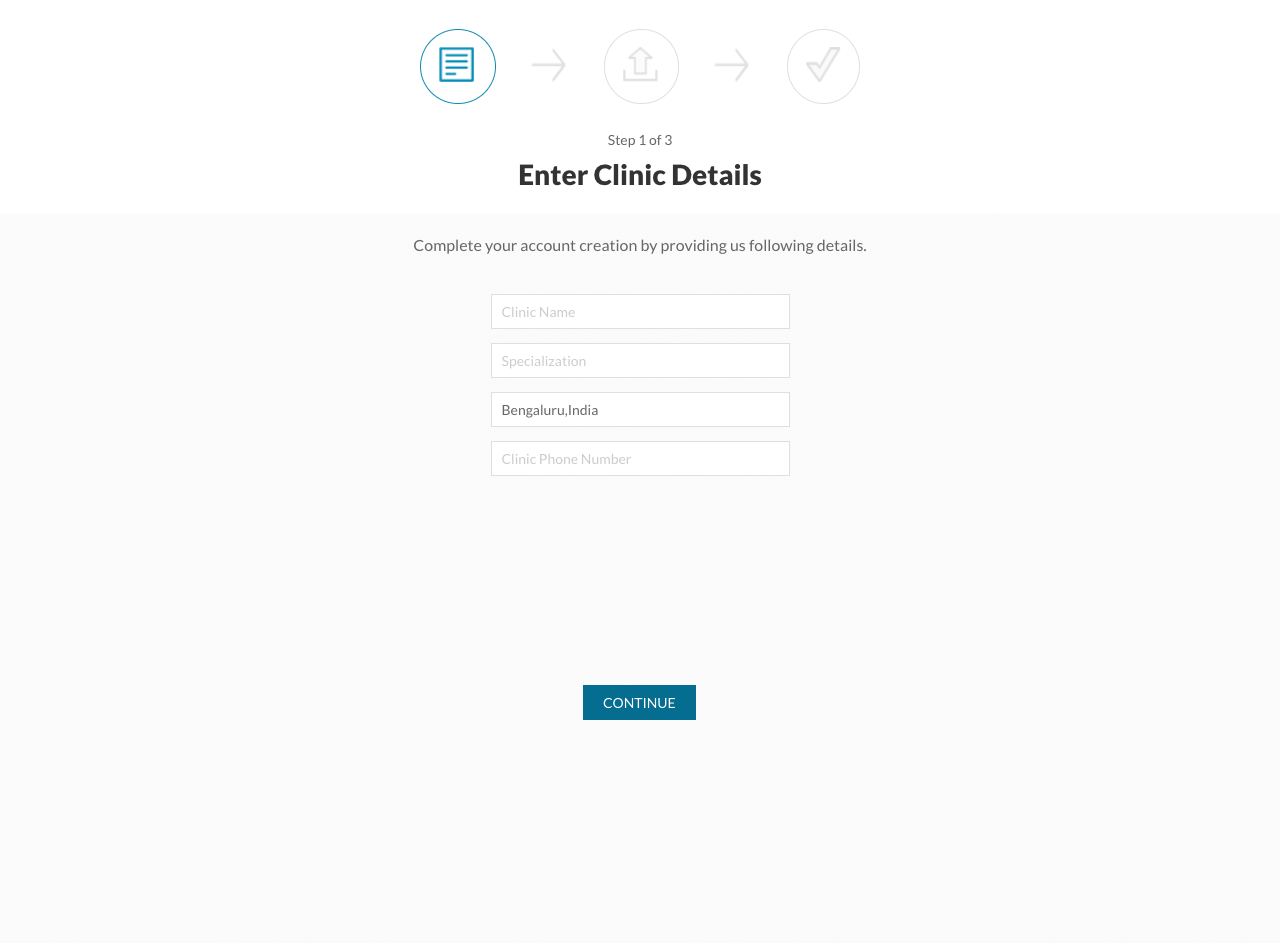 Step 1 of 3
Enter Clinic Details
Complete your account creation by providing us following details.
Clinic Name
Specialization
Bengaluru,India
Clinic Phone Number
CONTINUE